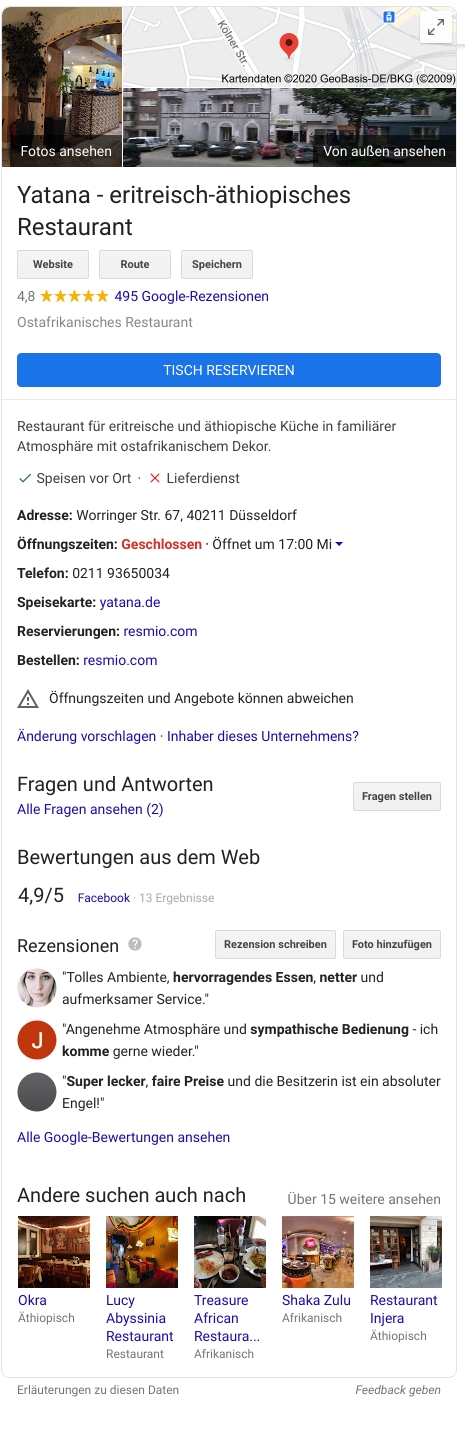 Kölner Str.
Kartendaten ©2020 GeoBasis-DE/BKG (©2009)
Fotos ansehen
Von außen ansehen
Yatana - eritreisch-äthiopisches
Restaurant
Website
Route
Speichern
4,8 ★★★★★ 495 Google-Rezensionen
Ostafrikanisches Restaurant
TISCH RESERVIEREN
Restaurant für eritreische und äthiopische Küche in familiärer
Atmosphäre mit ostafrikanischem Dekor.
✓ Speisen vor Ort · ✕ Lieferdienst
Adresse: Worringer Str. 67, 40211 Düsseldorf
Öffnungszeiten: Geschlossen · Öffnet um 17:00 Mi
Telefon: 0211 93650034
Speisekarte: yatana.de
Reservierungen: resmio.com
Bestellen: resmio.com
Öffnungszeiten und Angebote können abweichen
Änderung vorschlagen · Inhaber dieses Unternehmens?
Fragen und Antworten
Alle Fragen ansehen (2)
Fragen stellen
Bewertungen aus dem Web
4,9/5 Facebook · 13 Ergebnisse
Rezensionen ?
Rezension schreiben
Foto hinzufügen
"Tolles Ambiente, hervorragendes Essen, netter und
aufmerksamer Service."
J
"Angenehme Atmosphäre und sympathische Bedienung - ich
komme gerne wieder."
"Super lecker, faire Preise und die Besitzerin ist ein absoluter
Engel!"
Alle Google-Bewertungen ansehen
Andere suchen auch nach
Über 15 weitere ansehen
Okra
Äthiopisch
Lucy
Abyssinia
Restaurant
Restaurant
Treasure
African
Restaura...
Afrikanisch
Shaka Zulu
Afrikanisch
Restaurant
Injera
Äthiopisch
Erläuterungen zu diesen Daten
Feedback geben